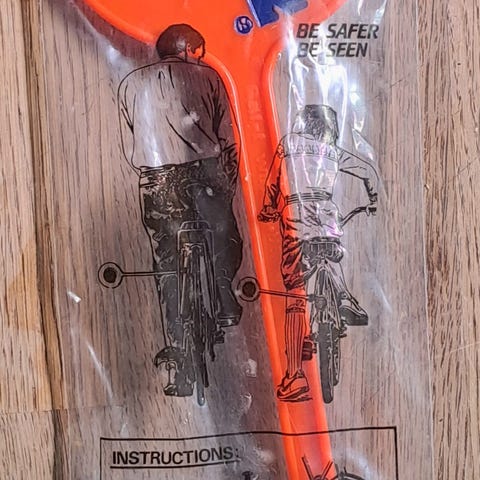 BE SAFER
BE SEEN
INSTRUCTIONS: